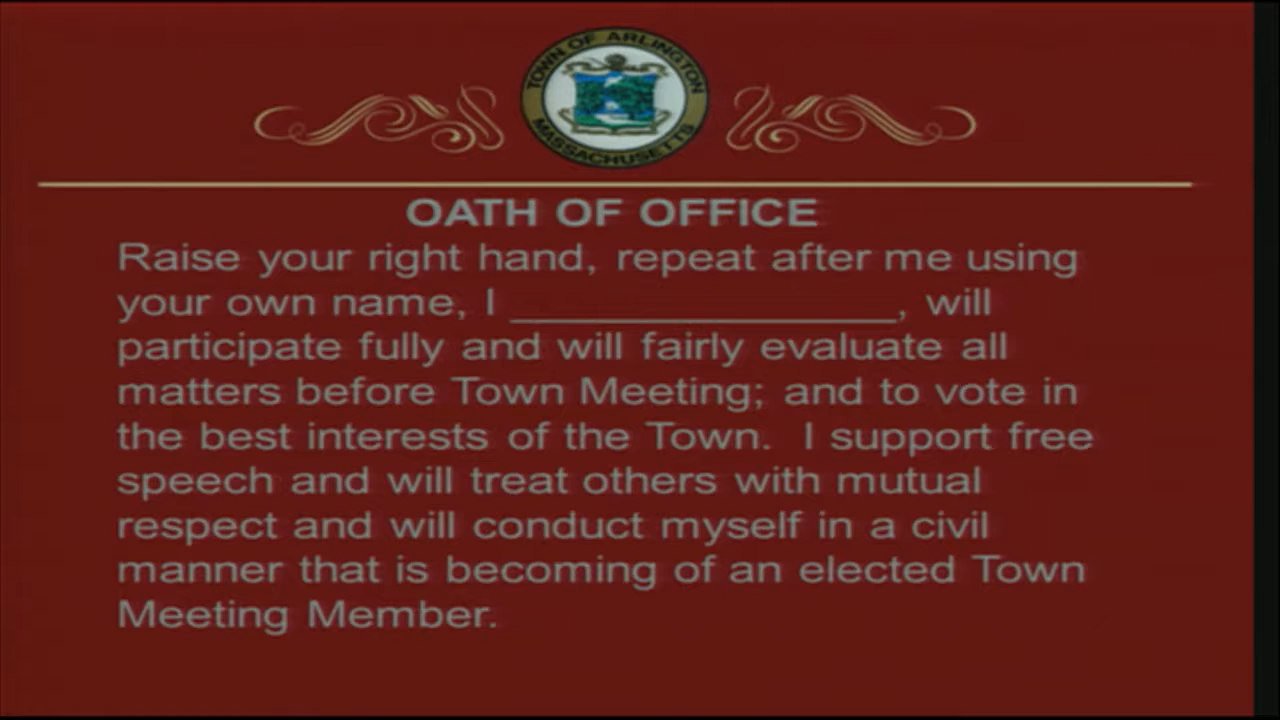 TOWN OF ARLINGTON
MASSACHUSETTS
OATH OF OFFICE
Raise your right hand, repeat after me using
your own name, I ________________, will
participate fully and will fairly evaluate all
matters before Town Meeting; and to vote in
the best interests of the Town.  I support free
speech and will treat others with mutual
respect and will conduct myself in a civil
manner that is becoming of an elected Town
Meeting Member.